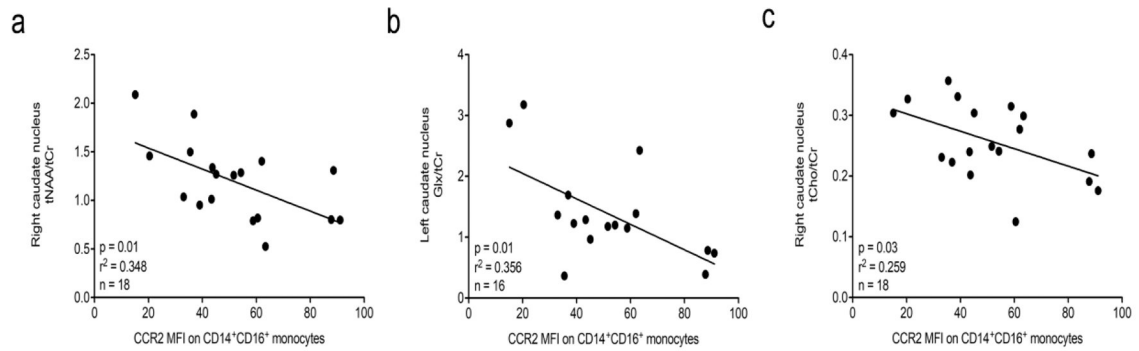 a
Right caudate nucleus
tNAA/tCr
2.5
2.0
1.5
1.0
0.5
0.0
p = 0.01
r² = 0.348
n = 18
0 20 40 60 80 100
CCR2 MFI on CD14⁺CD16⁺ monocytes
b
Left caudate nucleus
Glx/tCr
4
3
2
1
0
p = 0.01
r² = 0.356
n = 16
0 20 40 60 80 100
CCR2 MFI on CD14⁺CD16⁺ monocytes
c
Right caudate nucleus
tCho/tCr
0.4
0.3
0.2
0.1
0.0
p = 0.03
r² = 0.259
n = 18
0 20 40 60 80 100
CCR2 MFI on CD14⁺CD16⁺ monocytes